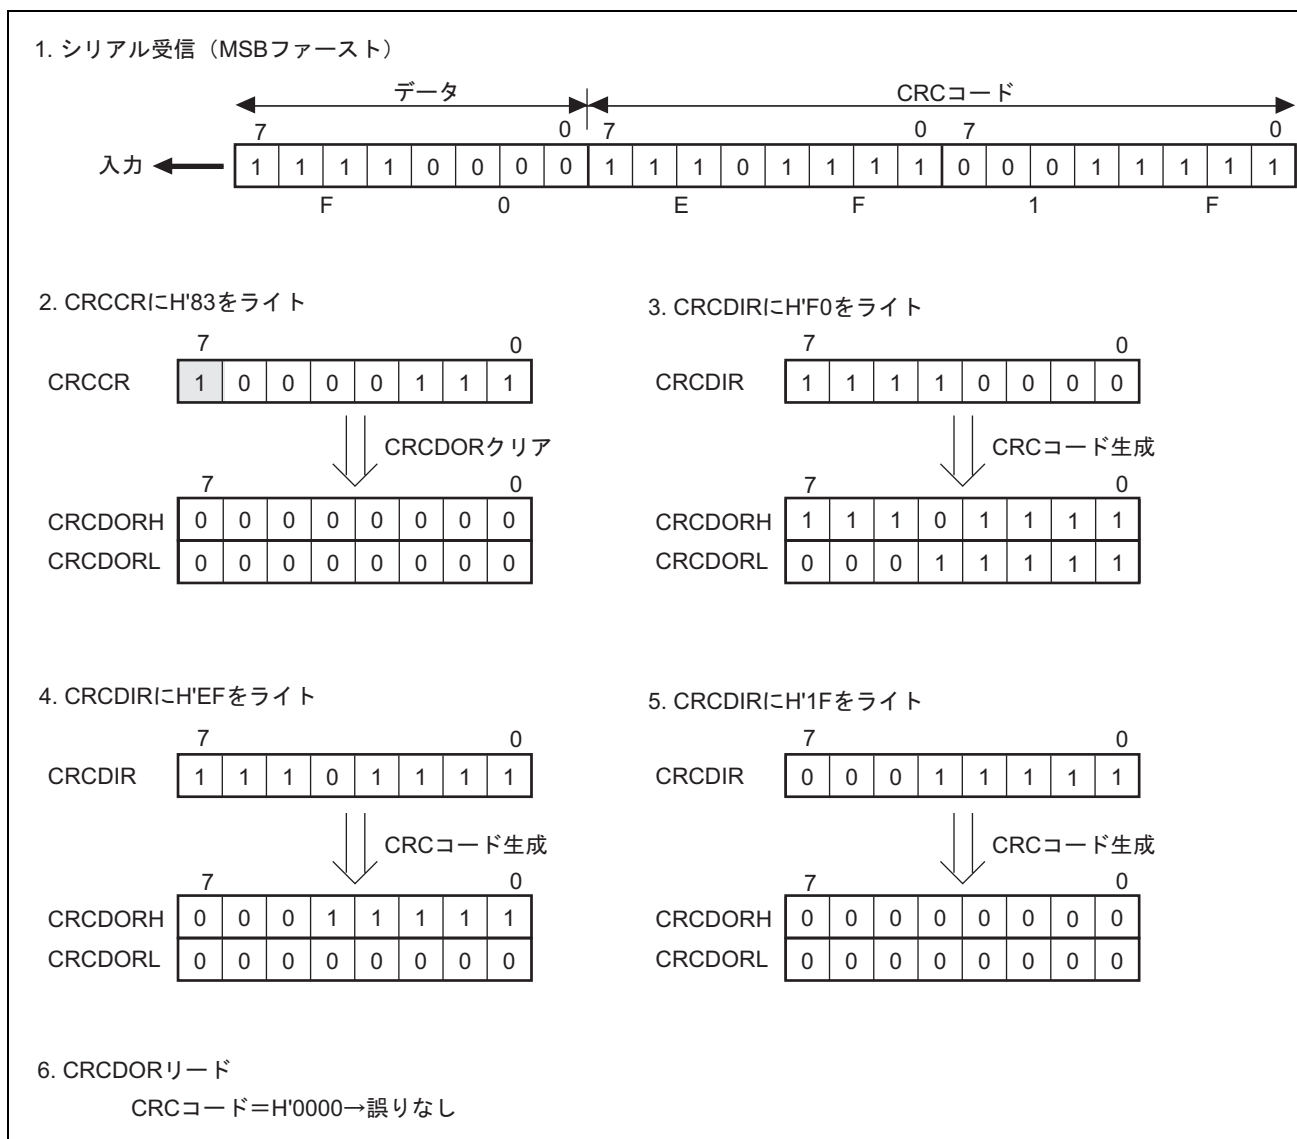 1. シリアル受信（MSBファースト）
データ CRCコード
7 0 7 0 7 0
入力 1 1 1 1 0 0 0 0 1 1 1 0 1 1 1 1 0 0 0 1 1 1 1 1
F 0 E F 1 F
2. CRCCRにH'83をライト
7 0
CRCCR 1 0 0 0 0 1 1 1
CRCDORクリア
7 0
CRCDORH 0 0 0 0 0 0 0 0
CRCDORL 0 0 0 0 0 0 0 0
3. CRCDIRにH'F0をライト
7 0
CRCDIR 1 1 1 1 0 0 0 0
CRCコード生成
7 0
CRCDORH 1 1 1 0 1 1 1 1
CRCDORL 0 0 0 1 1 1 1 1
4. CRCDIRにH'EFをライト
7 0
CRCDIR 1 1 1 0 1 1 1 1
CRCコード生成
7 0
CRCDORH 0 0 0 1 1 1 1 1
CRCDORL 0 0 0 0 0 0 0 0
5. CRCDIRにH'1Fをライト
7 0
CRCDIR 0 0 0 1 1 1 1 1
CRCコード生成
7 0
CRCDORH 0 0 0 0 0 0 0 0
CRCDORL 0 0 0 0 0 0 0 0
6. CRCDORリード
CRCコード＝H'0000→誤りなし